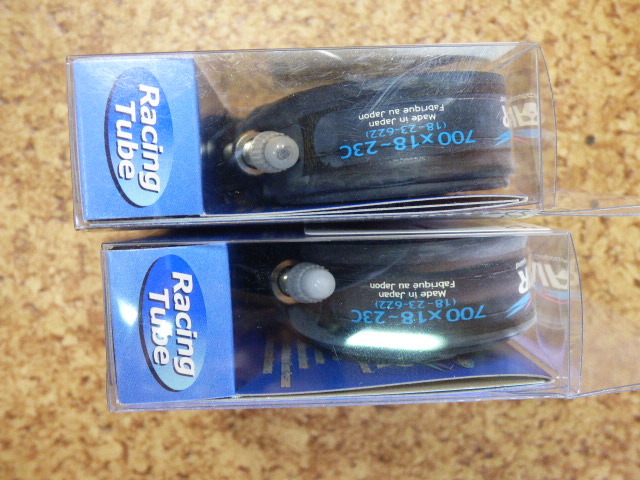 Racing
Tube
700×18~23C
(18-23-622)
Made in Japan
Fabriqué au Japon
Racing
Tube
700×18~23C
(18-23-622)
Made in Japan
Fabriqué au Japon